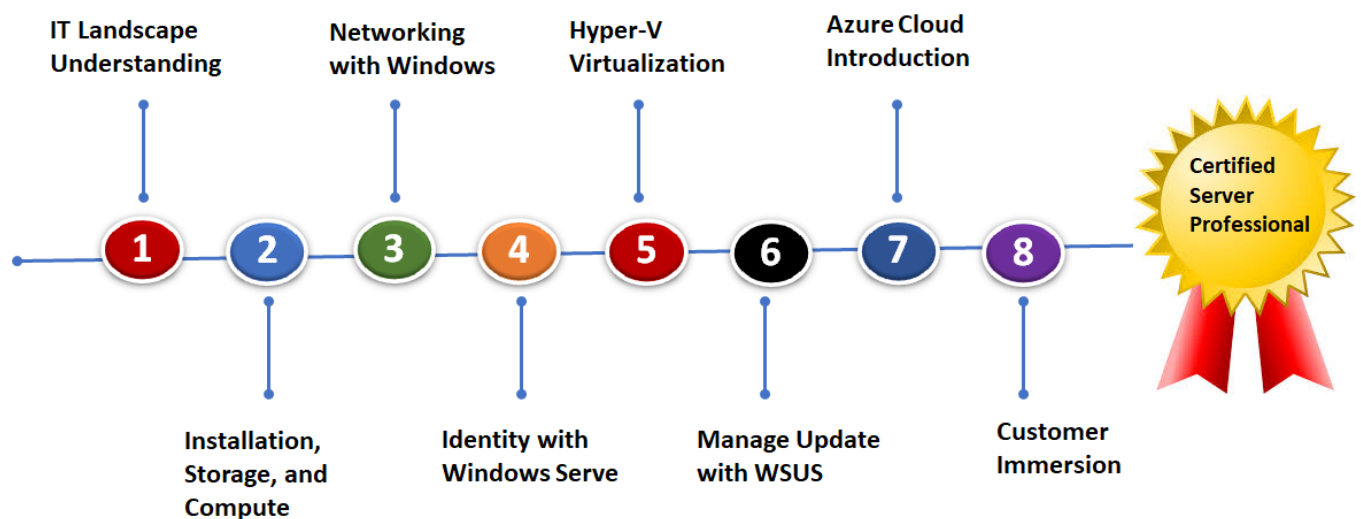 IT Landscape
Understanding
Networking
with Windows
Hyper-V
Virtualization
Azure Cloud
Introduction
Certified
Server
Professional
1
2
3
4
5
6
7
8
Installation,
Storage, and
Compute
Identity with
Windows Serve
Manage Update
with WSUS
Customer
Immersion